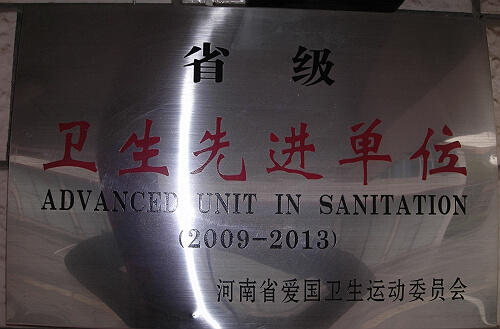 省 级
卫生先进单位
ADVANCED UNIT IN SANITATION
(2009-2013)
河南省爱国卫生运动委员会